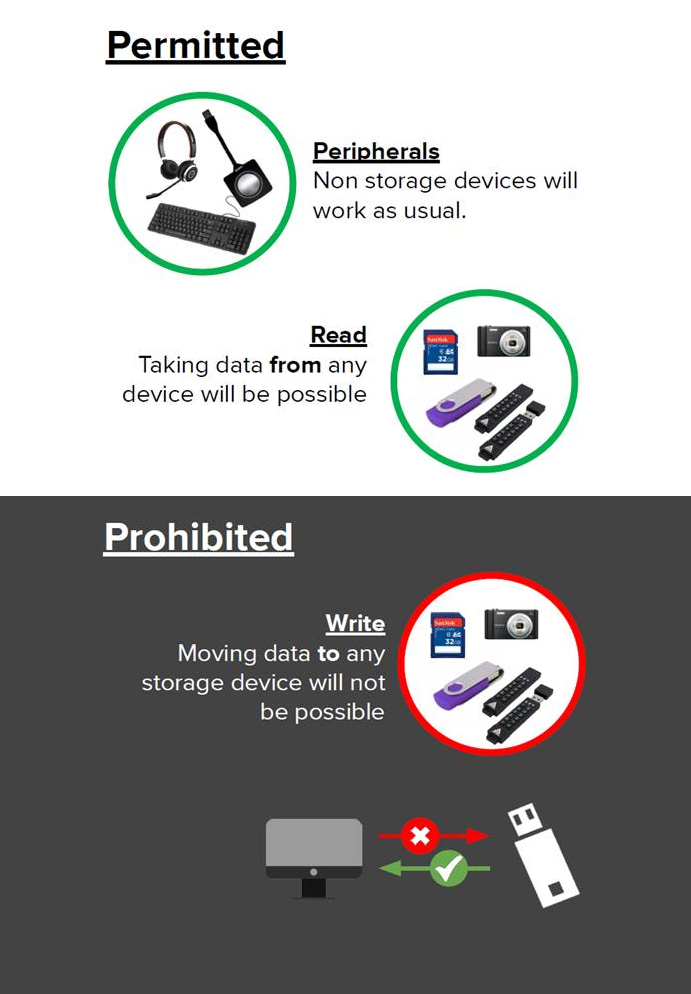 Permitted
Peripherals
Non storage devices will
work as usual.
Read
Taking data from any
device will be possible
SanDisk
32GB
Prohibited
Write
Moving data to any
storage device will not
be possible
SanDisk
32GB